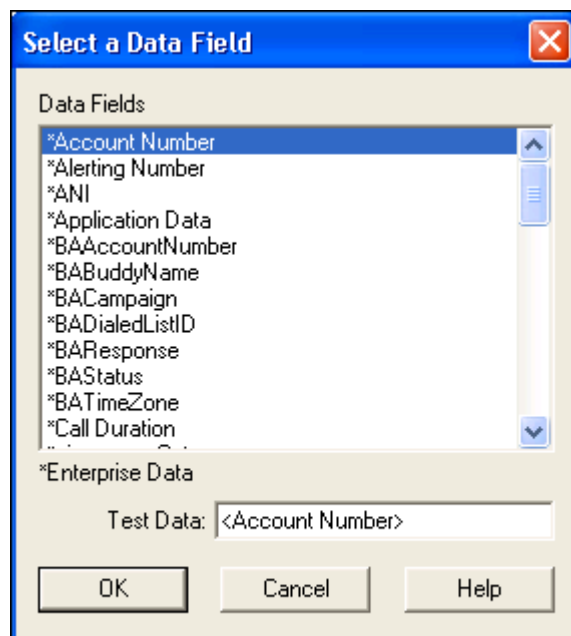 Select a Data Field
Data Fields
*Account Number
*Alerting Number
*ANI
*Application Data
*BAAccountNumber
*BABuddyName
*BACampaign
*BADialedListID
*BAResponse
*BAStatus
*BATimeZone
*Call Duration
*Enterprise Data
Test Data: <Account Number>
OK Cancel Help